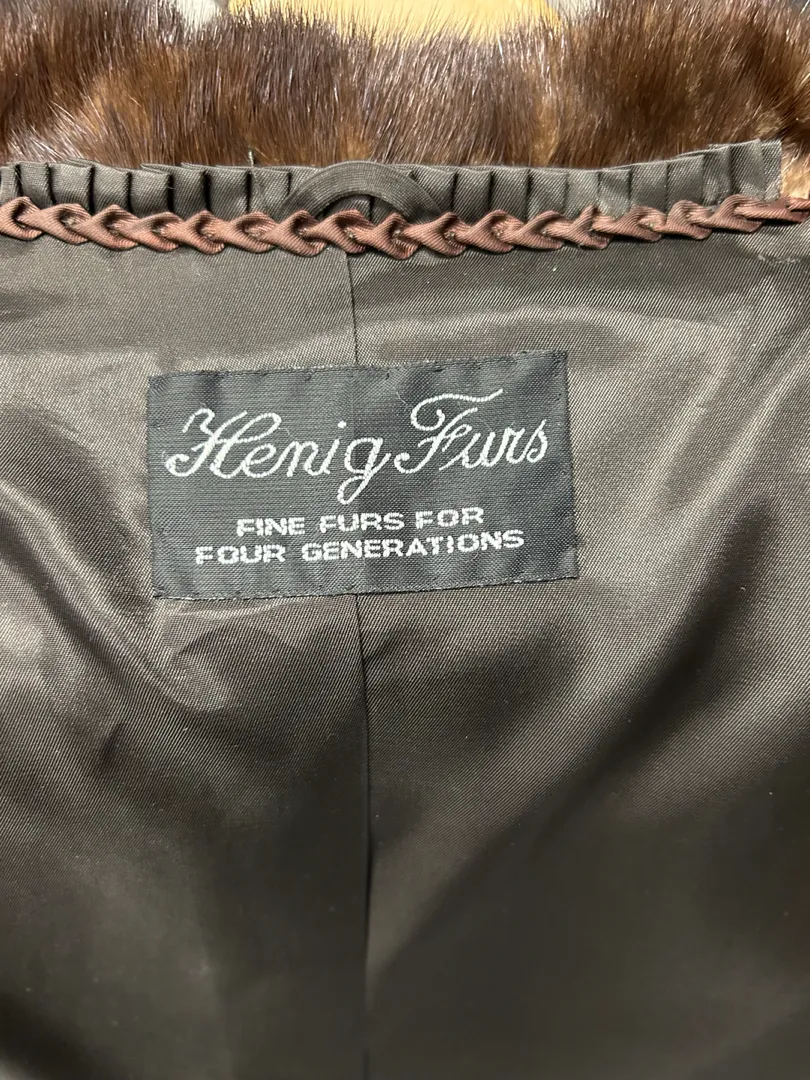 Henig Furs
FINE FURS FOR
FOUR GENERATIONS